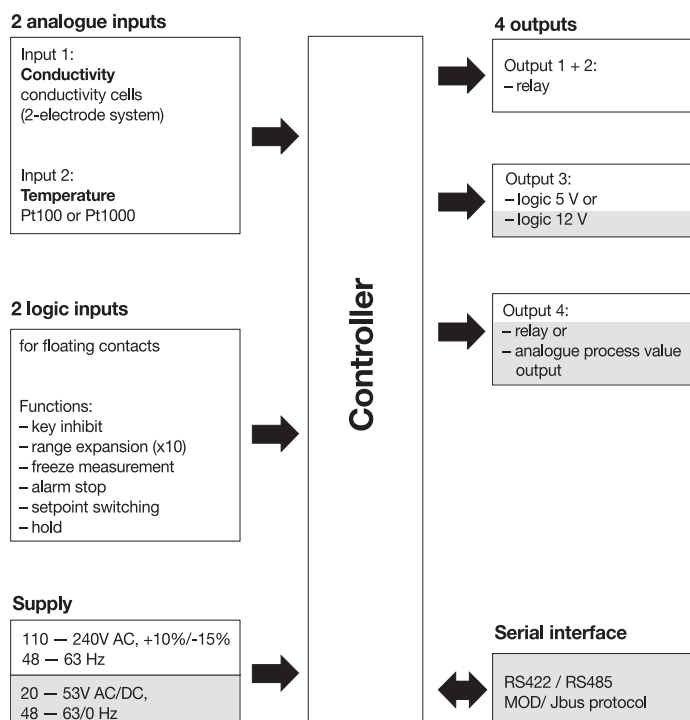 2 analogue inputs
Input 1:
Conductivity
conductivity cells
(2-electrode system)
Input 2:
Temperature
Pt100 or Pt1000
2 logic inputs
for floating contacts
Functions:
– key inhibit
– range expansion (x10)
– freeze measurement
– alarm stop
– setpoint switching
– hold
Supply
110 — 240V AC, +10%/-15%
48 — 63 Hz
20 — 53V AC/DC,
48 — 63/0 Hz
Controller
4 outputs
Output 1 + 2:
– relay
Output 3:
– logic 5 V or
– logic 12 V
Output 4:
– relay or
– analogue process value
output
Serial interface
RS422 / RS485
MOD/ Jbus protocol